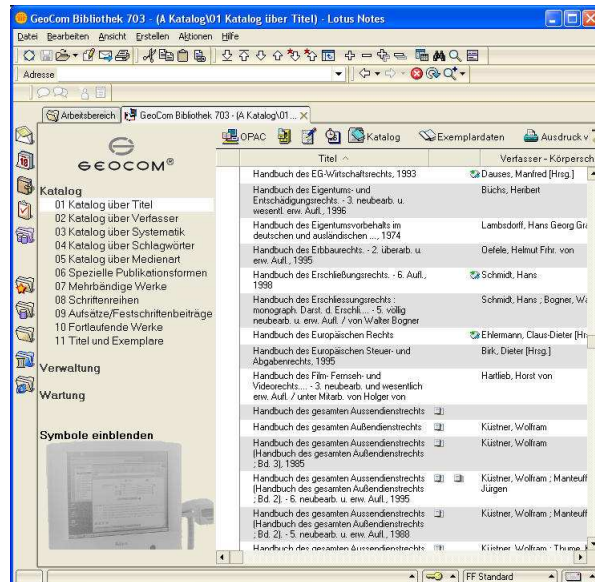 GeoCom Bibliothek 703 - (A Katalog\01 Katalog über Titel) - Lotus Notes
Datei Bearbeiten Ansicht Erstellen Aktionen Hilfe
Adresse
Arbeitsbereich GeoCom Bibliothek 703 - (A Katalog\01...
GEOCOM®
OPAC Katalog Exemplardaten Ausdruck v
Titel Verfasser - Körpersch
Katalog
01 Katalog über Titel
02 Katalog über Verfasser
03 Katalog über Systematik
04 Katalog über Schlagwörter
05 Katalog über Medienart
06 Spezielle Publikationsformen
07 Mehrbändige Werke
08 Schriftenreihen
09 Aufsätze/Festschriftenbeiträge
10 Fortlaufende Werke
11 Titel und Exemplare
Verwaltung
Wartung
Symbole einblenden
Handbuch des EG-Wirtschaftsrechts, 1993 Dauses, Manfred [Hrsg.]
Handbuch des Eigentums- und Büchs, Heribert
Entschädigungsrechts. - 3. neubearb. u.
wesentl. erw. Aufl., 1996
Handbuch des Eigentumsvorbehalts im Lambsdorff, Hans Georg Gra
deutschen und ausländischen ..., 1974
Handbuch des Erbbaurechts. - 2. überarb. u. Oefele, Helmut Frhr. von
erw. Aufl., 1995
Handbuch des Erschließungsrechts. - 6. Aufl., Schmidt, Hans
1998
Handbuch des Erschliessungsrechts : Schmidt, Hans ; Bogner, Wa
monograph. Darst. d. Erschli.... - 5. völlig
neubearb. u. erw. Aufl. / von Walter Bogner
Handbuch des Europäischen Rechts Ehlermann, Claus-Dieter [Hr
Handbuch des Europäischen Steuer- und Birk, Dieter [Hrsg.]
Abgabenrechts, 1995
Handbuch des Film- Fernseh- und Hartlieb, Horst von
Videorechts.... - 3. neubearb. und wesentlich
erw. Aufl. / unter Mitarb. von Holger von
Handbuch des gesamten Aussendienstrechts
Handbuch des gesamten Außendienstrechts Küstner, Wolfram
Handbuch des gesamten Aussendienstrechts Küstner, Wolfram
(Handbuch des gesamten Außendienstrechts
; Bd. 3), 1985
Handbuch des gesamten Aussendienstrechts Küstner, Wolfram ; Manteuff
(Handbuch des gesamten Außendienstrechts Jürgen
; Bd. 2). - 6. neubearb. u. erw. Aufl., 1995
Handbuch des gesamten Aussendienstrechts Küstner, Wolfram ; Manteuff
(Handbuch des gesamten Aussendienstrechts
; Bd. 2). - 5. neubearb. u. erw. Aufl., 1988
Handbuch des gesamten Aussendienstrechts Küstner, Wolfram ; Thume, K
FF Standard